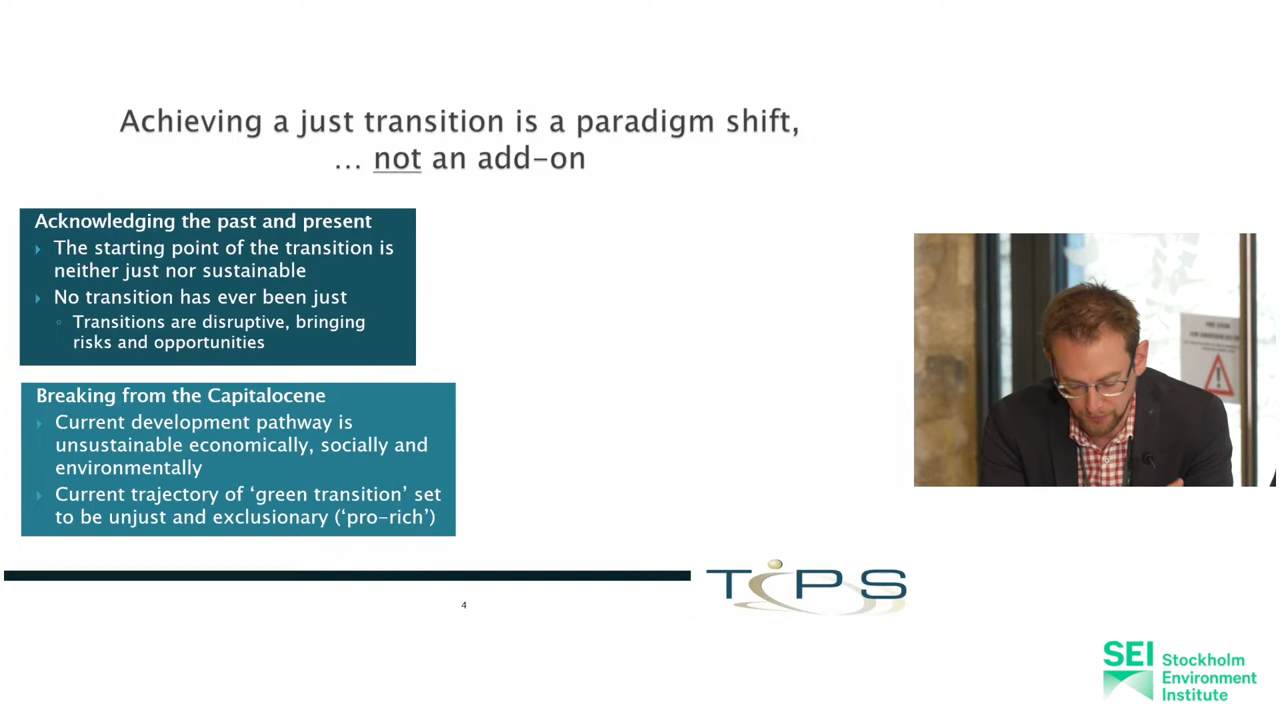 Achieving a just transition is a paradigm shift,
… not an add-on
Acknowledging the past and present
The starting point of the transition is
neither just nor sustainable
No transition has ever been just
Transitions are disruptive, bringing
risks and opportunities
Breaking from the Capitalocene
Current development pathway is
unsustainable economically, socially and
environmentally
Current trajectory of ‘green transition’ set
to be unjust and exclusionary (‘pro-rich’)
TIPS
4
SEI Stockholm
Environment
Institute